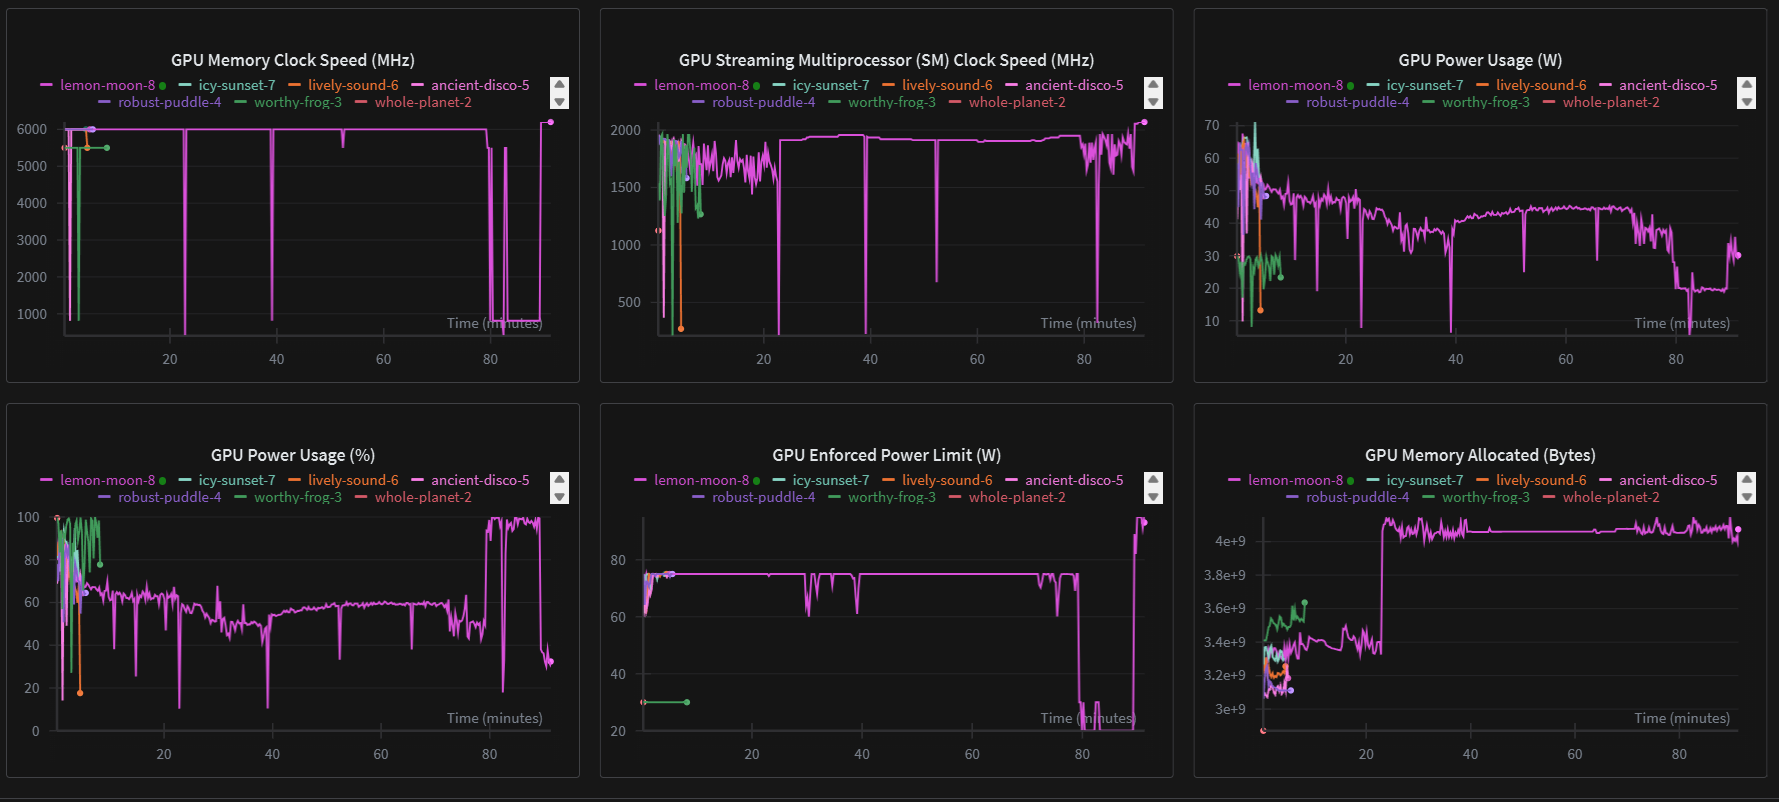 GPU Memory Clock Speed (MHz)
lemon-moon-8 icy-sunset-7 lively-sound-6 ancient-disco-5
robust-puddle-4 worthy-frog-3 whole-planet-2
6000
5000
4000
3000
2000
1000
Time (minutes)
20 40 60 80
GPU Streaming Multiprocessor (SM) Clock Speed (MHz)
lemon-moon-8 icy-sunset-7 lively-sound-6 ancient-disco-5
robust-puddle-4 worthy-frog-3 whole-planet-2
2000
1500
1000
500
Time (minutes)
20 40 60 80
GPU Power Usage (W)
lemon-moon-8 icy-sunset-7 lively-sound-6 ancient-disco-5
robust-puddle-4 worthy-frog-3 whole-planet-2
70
60
50
40
30
20
10
Time (minutes)
20 40 60 80
GPU Power Usage (%)
lemon-moon-8 icy-sunset-7 lively-sound-6 ancient-disco-5
robust-puddle-4 worthy-frog-3 whole-planet-2
100
80
60
40
20
0
Time (minutes)
20 40 60 80
GPU Enforced Power Limit (W)
lemon-moon-8 icy-sunset-7 lively-sound-6 ancient-disco-5
robust-puddle-4 worthy-frog-3 whole-planet-2
80
60
40
20
Time (minutes)
20 40 60 80
GPU Memory Allocated (Bytes)
lemon-moon-8 icy-sunset-7 lively-sound-6 ancient-disco-5
robust-puddle-4 worthy-frog-3 whole-planet-2
4e+9
3.8e+9
3.6e+9
3.4e+9
3.2e+9
3e+9
Time (minutes)
20 40 60 80